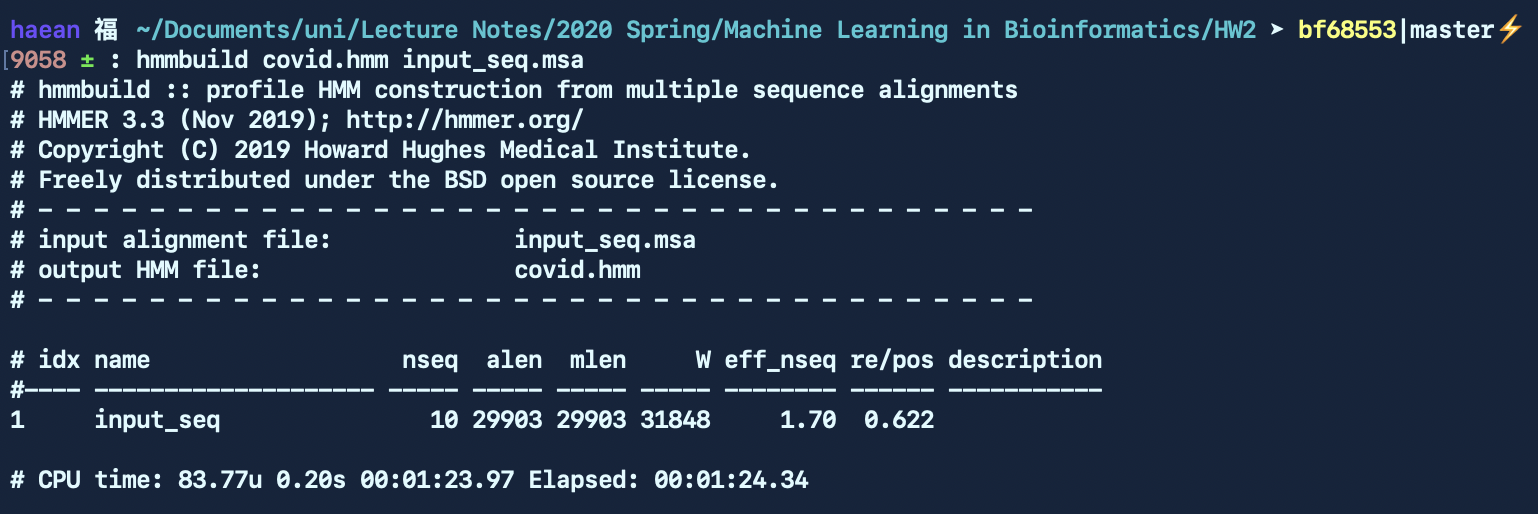 haean 福 ~/Documents/uni/Lecture Notes/2020 Spring/Machine Learning in Bioinformatics/HW2 ➤ bf68553|master⚡
[9058 ± : hmmbuild covid.hmm input_seq.msa
# hmmbuild :: profile HMM construction from multiple sequence alignments
# HMMER 3.3 (Nov 2019); http://hmmer.org/
# Copyright (C) 2019 Howard Hughes Medical Institute.
# Freely distributed under the BSD open source license.
# - - - - - - - - - - - - - - - - - - - - - - - - - - - - - - - - - - - -
# input alignment file:             input_seq.msa
# output HMM file:                  covid.hmm
# - - - - - - - - - - - - - - - - - - - - - - - - - - - - - - - - - - - -
# idx name                  nseq  alen  mlen     W eff_nseq re/pos description
#---- -------------------- ----- ----- ----- ----- -------- ------ -----------
1     input_seq               10 29903 29903 31848     1.70  0.622
# CPU time: 83.77u 0.20s 00:01:23.97 Elapsed: 00:01:24.34